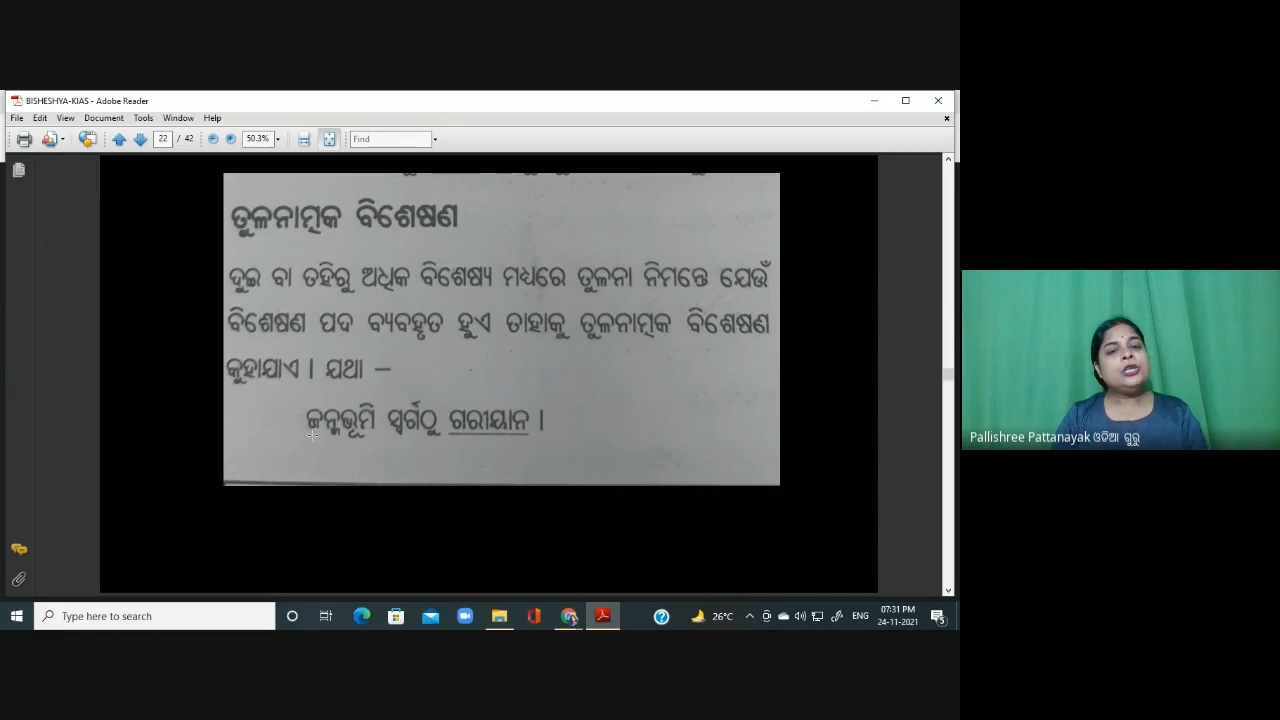 BISHESHYA-KIAS - Adobe Reader
File Edit View Document Tools Window Help
22 / 42 50.3% Find
ତୁଳନାତ୍ମକ ବିଶେଷଣ
ଦୁଇ ବା ତହିଁରୁ ଅଧିକ ବିଶେଷ୍ୟ ମଧ୍ୟରେ ତୁଳନା ନିମନ୍ତେ ଯେଉଁ
ବିଶେଷଣ ପଦ ବ୍ୟବହୃତ ହୁଏ ତାହାକୁ ତୁଳନାତ୍ମକ ବିଶେଷଣ
କୁହାଯାଏ । ଯଥା –
ଜନ୍ମଭୂମି ସ୍ୱର୍ଗଠୁ ଗରୀୟାନ ।
Pallishree Pattanayak ଓଡିଆ ଗୁରୁ
Type here to search
26°C ENG
07:31 PM
24-11-2021
5